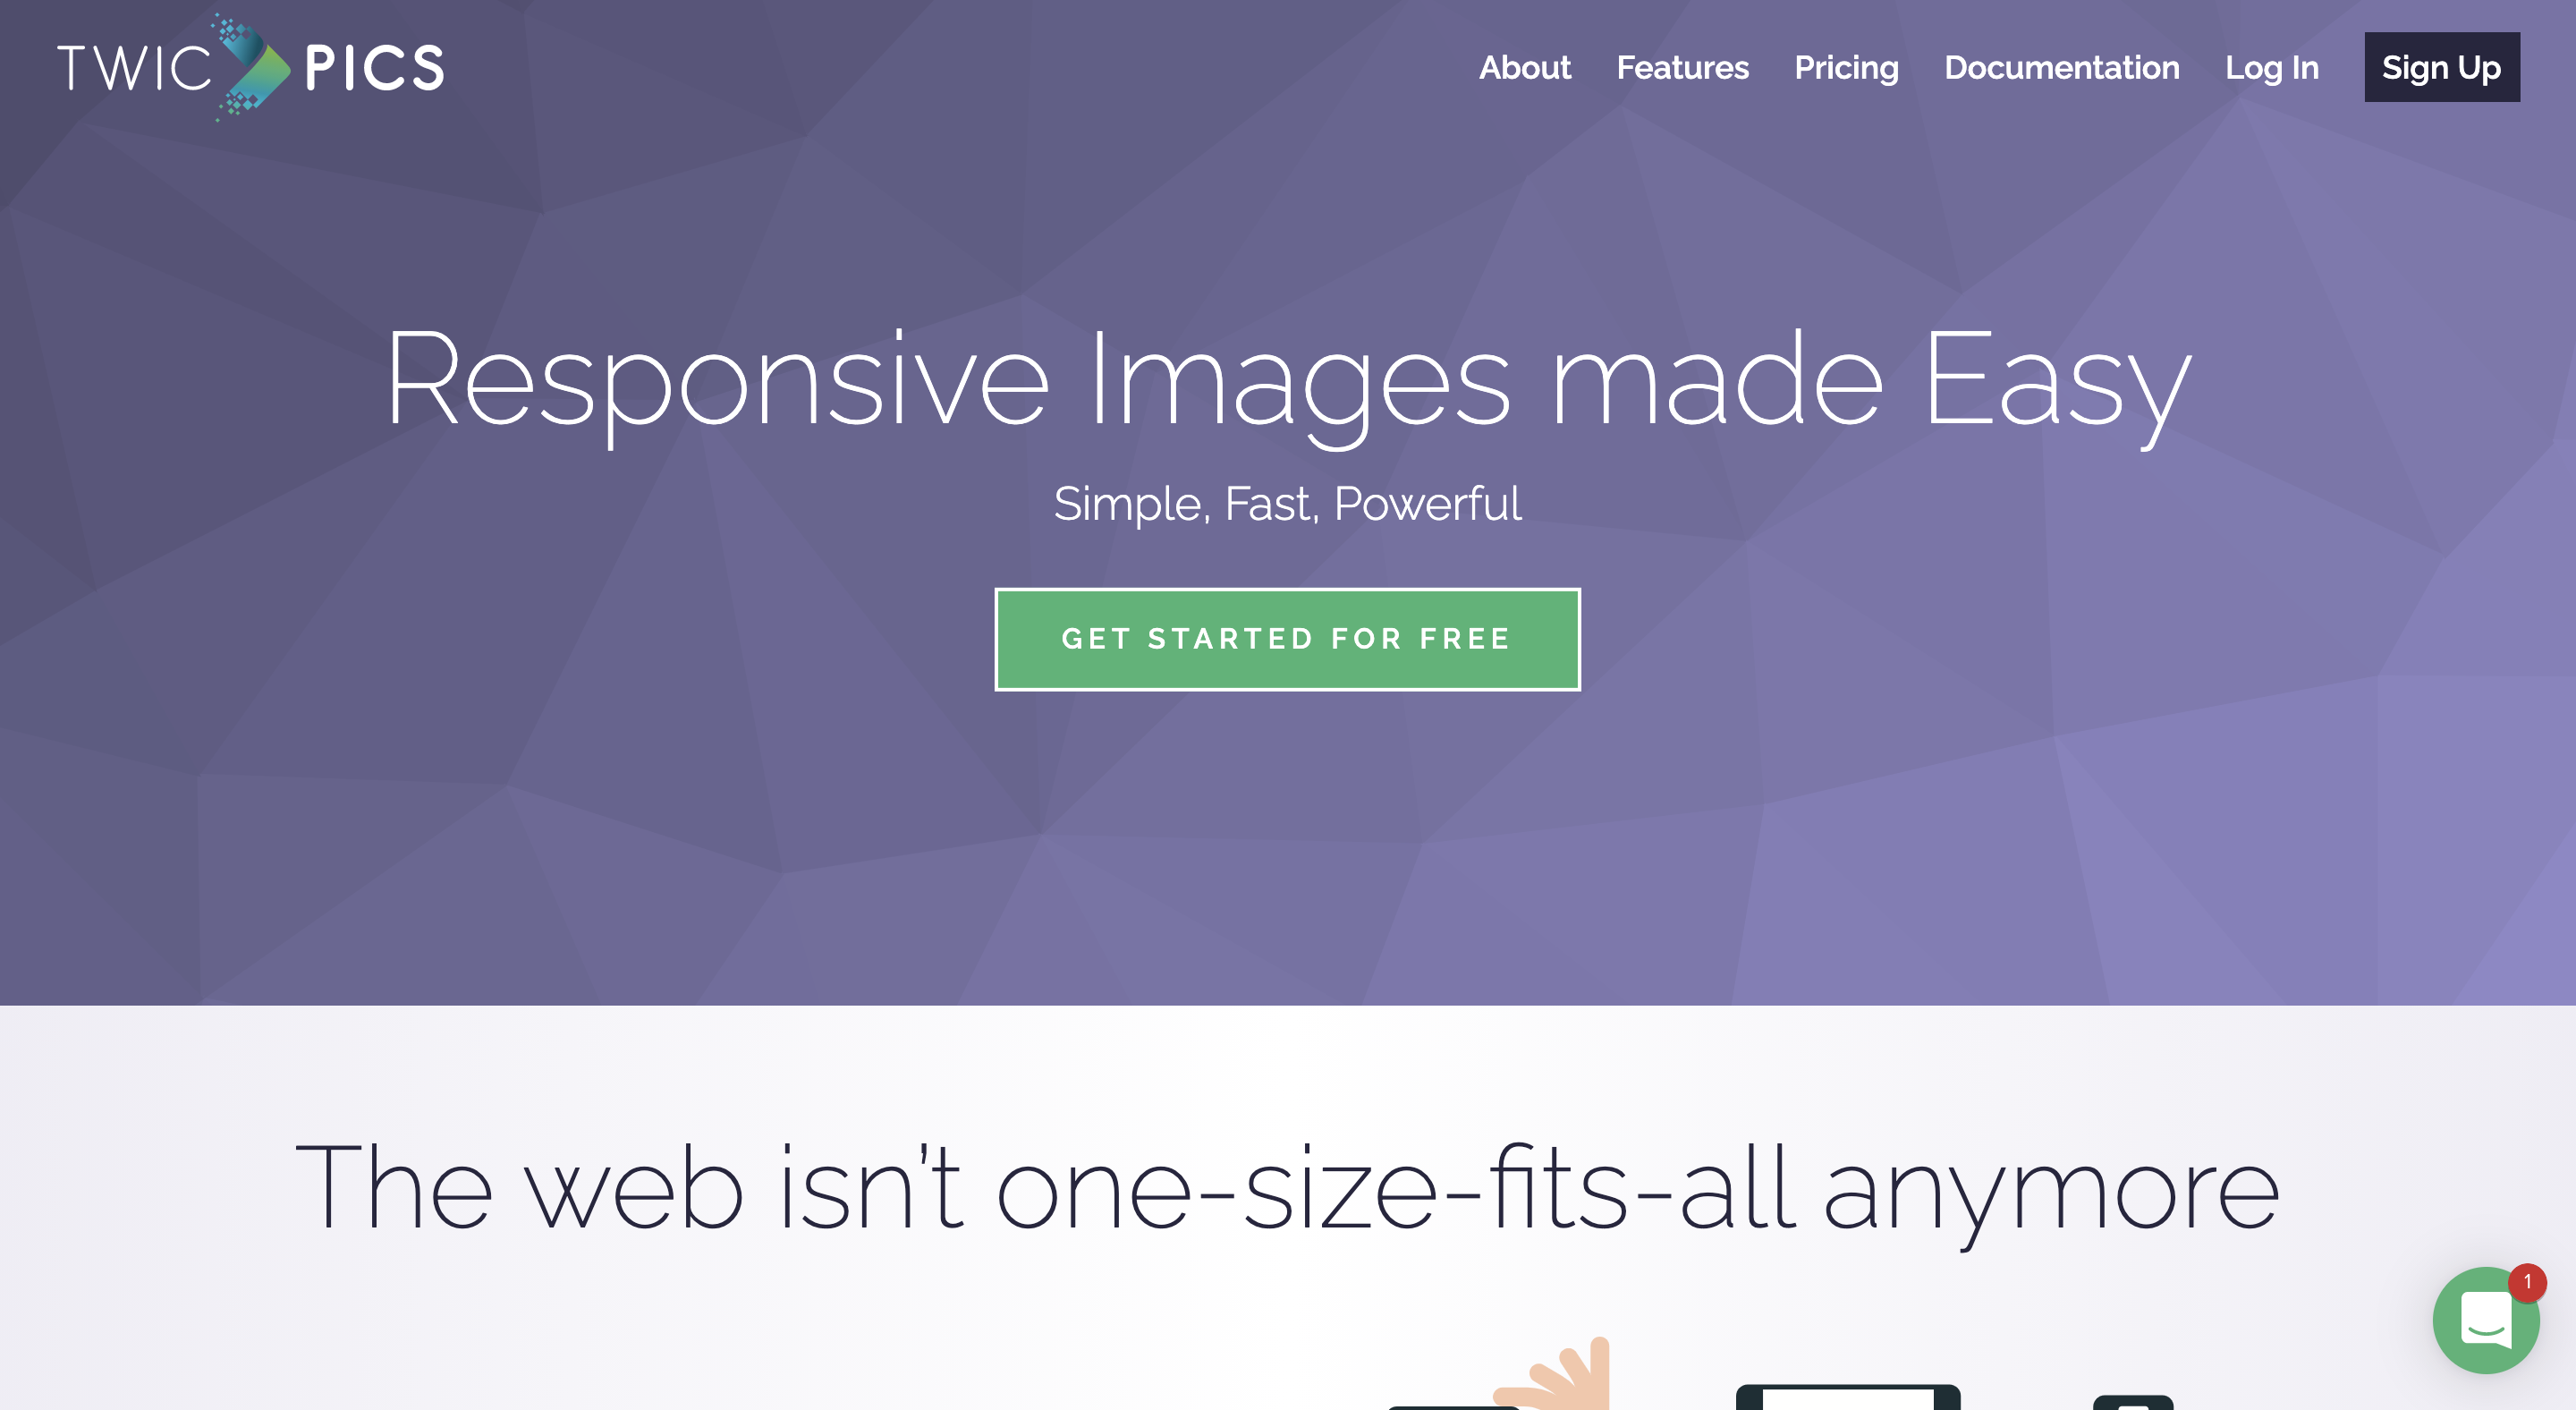 TWIC PICS
About Features Pricing Documentation Log In Sign Up
Responsive Images made Easy
Simple, Fast, Powerful
GET STARTED FOR FREE
The web isn’t one-size-fits-all anymore
1